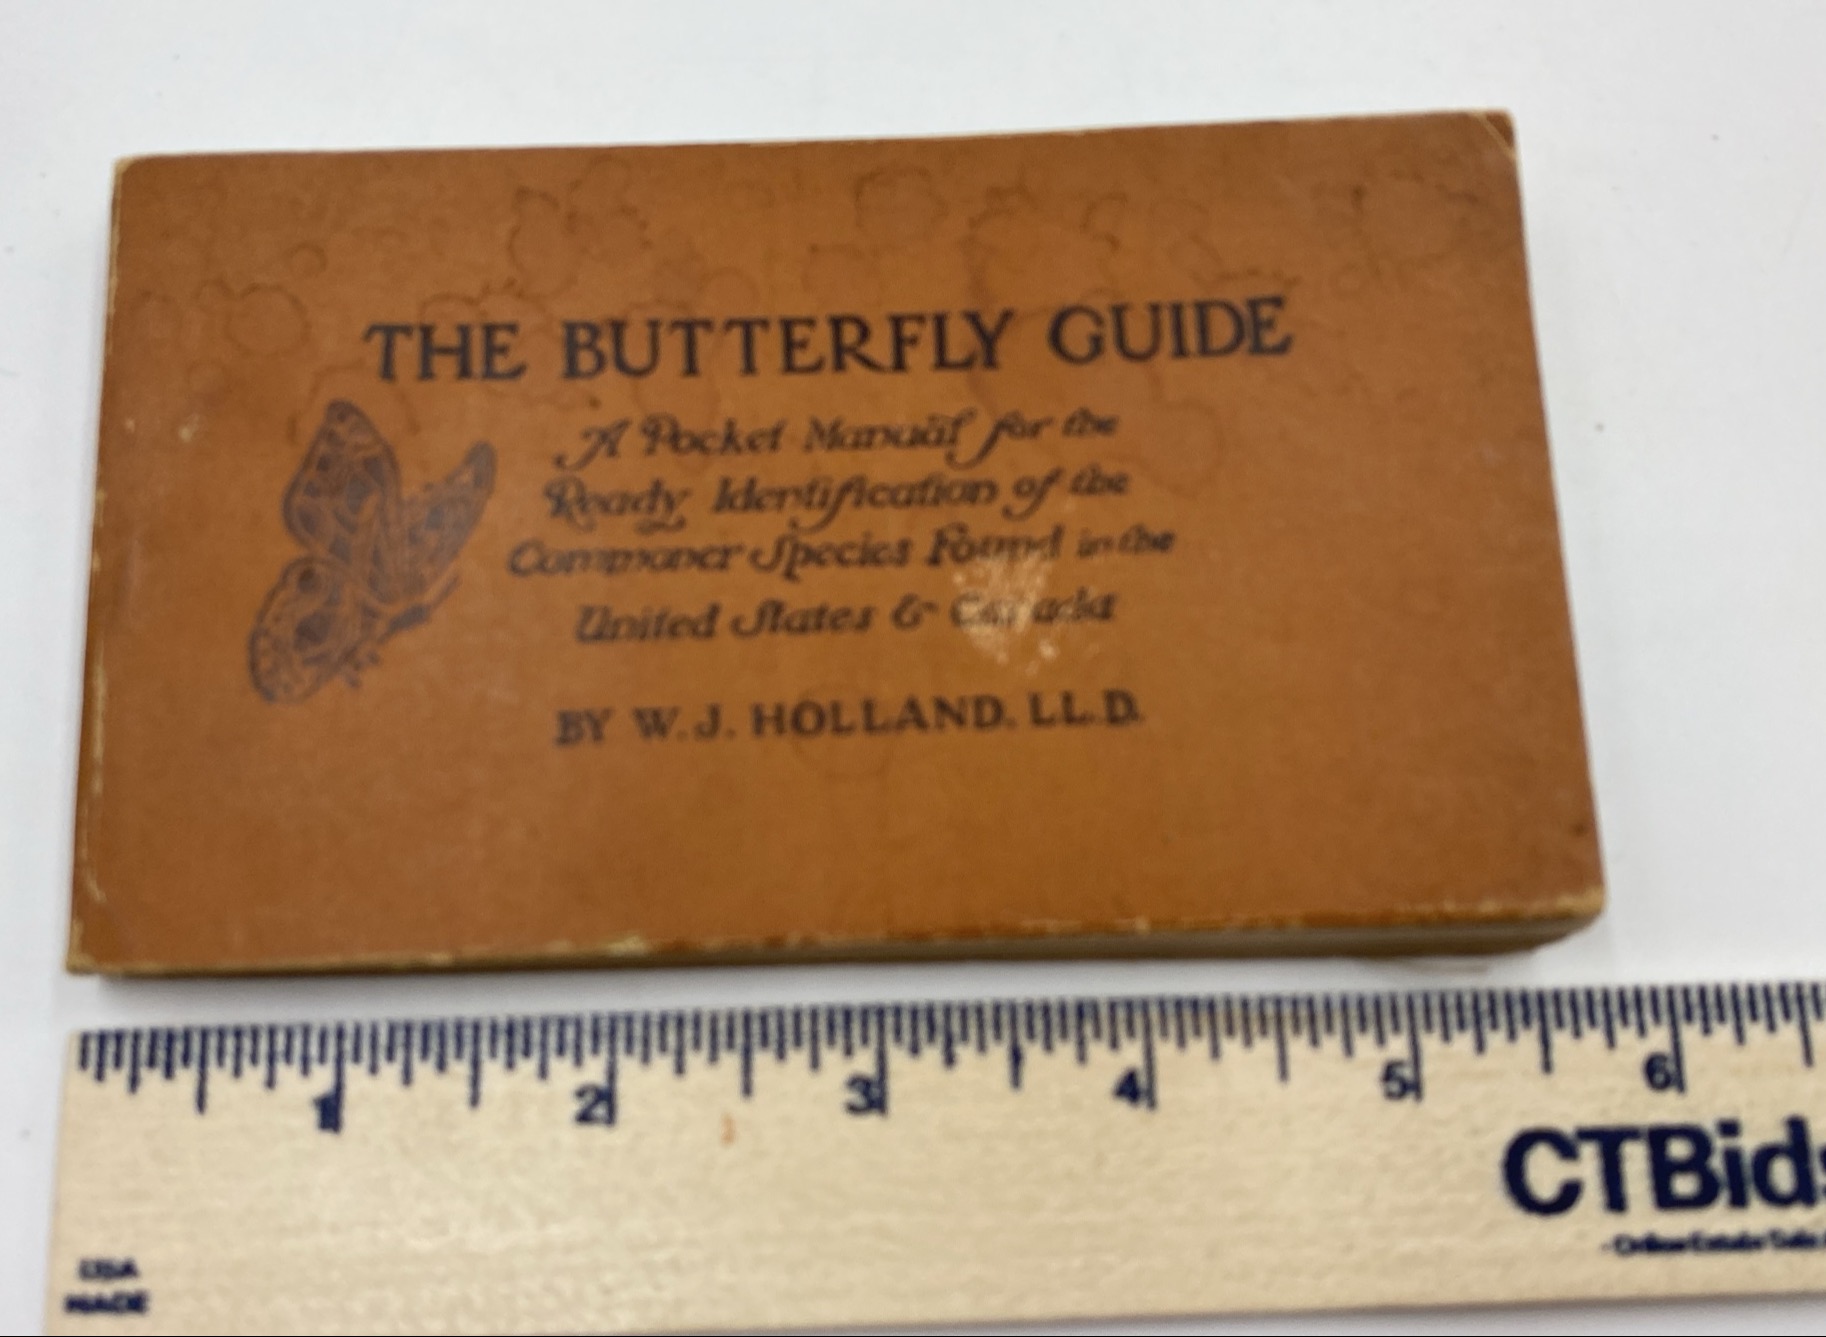 THE BUTTERFLY GUIDE
A Pocket Manual for the
Ready Identification of the
Commoner Species Found in the
United States & Canada
BY W. J. HOLLAND. LL.D.
1 2 3 4 5 6
CTBids
USA
MADE